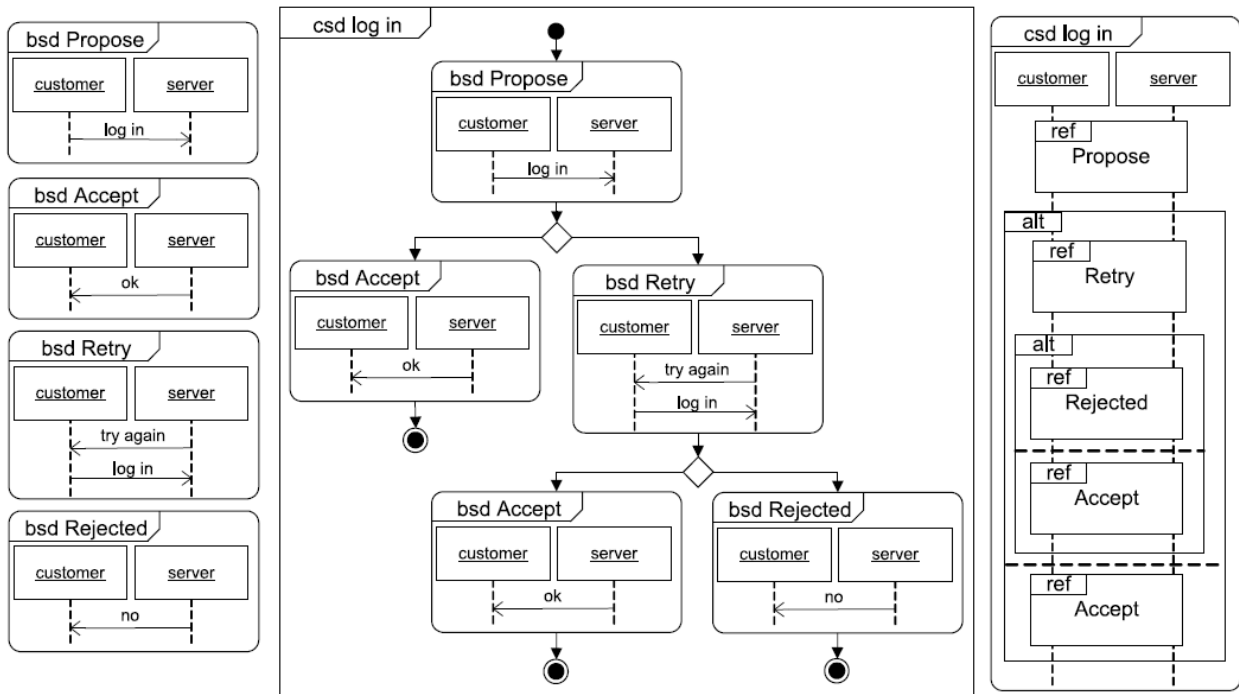 bsd Propose
customer server
log in
bsd Accept
customer server
ok
bsd Retry
customer server
try again
log in
bsd Rejected
customer server
no
csd log in
bsd Propose
customer server
log in
bsd Accept
customer server
ok
bsd Retry
customer server
try again
log in
bsd Accept
customer server
ok
bsd Rejected
customer server
no
csd log in
customer server
ref
Propose
alt
ref
Retry
alt
ref
Rejected
ref
Accept
ref
Accept